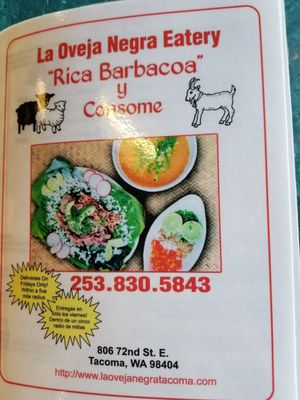 La Oveja Negra Eatery
"Rica Barbacoa"
y
Consome
253.830.5843
Deliveries On
Fridays Only!
Within a five
mile radius
Entregas en
Sólo los viernes!
Dentro de un cinco
radio de millas
806 72nd St. E.
Tacoma, WA 98404
http://www.laovejanegratacoma.com